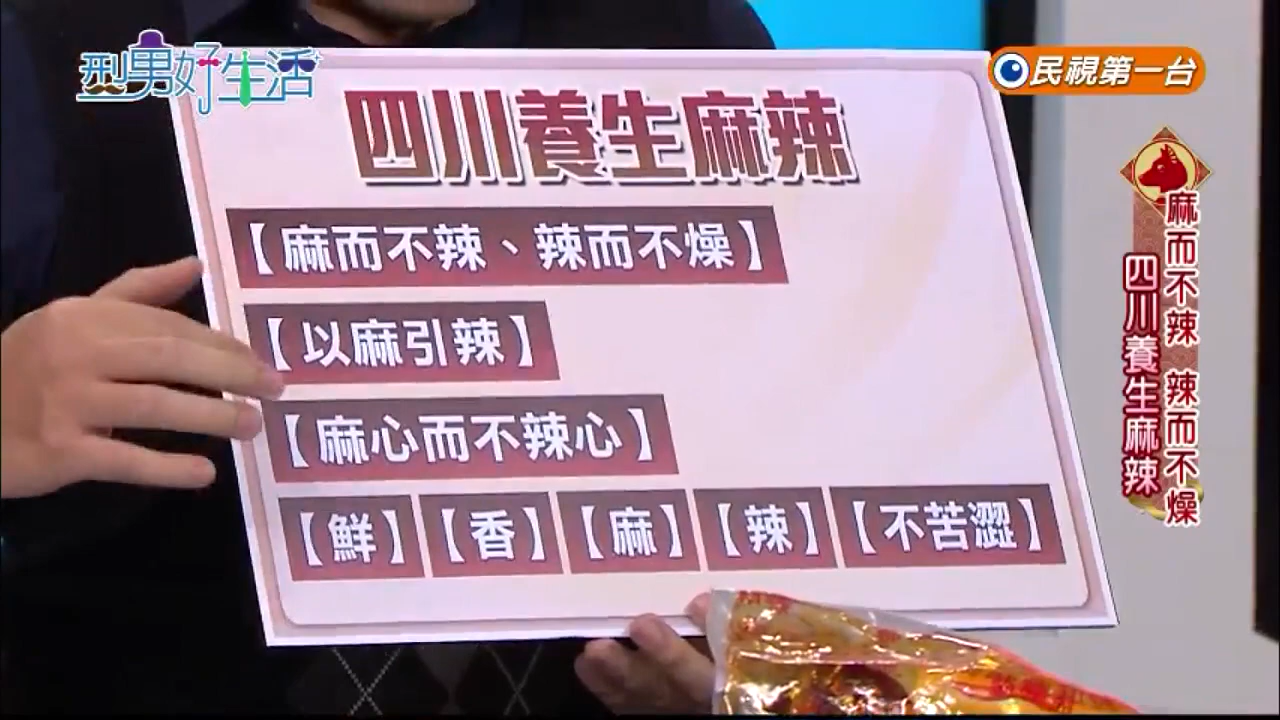 型男好生活
民視第一台
四川養生麻辣
【麻而不辣、辣而不燥】
【以麻引辣】
【麻心而不辣心】
【鮮】【香】【麻】【辣】【不苦澀】
麻而不辣 辣而不燥
四川養生麻辣